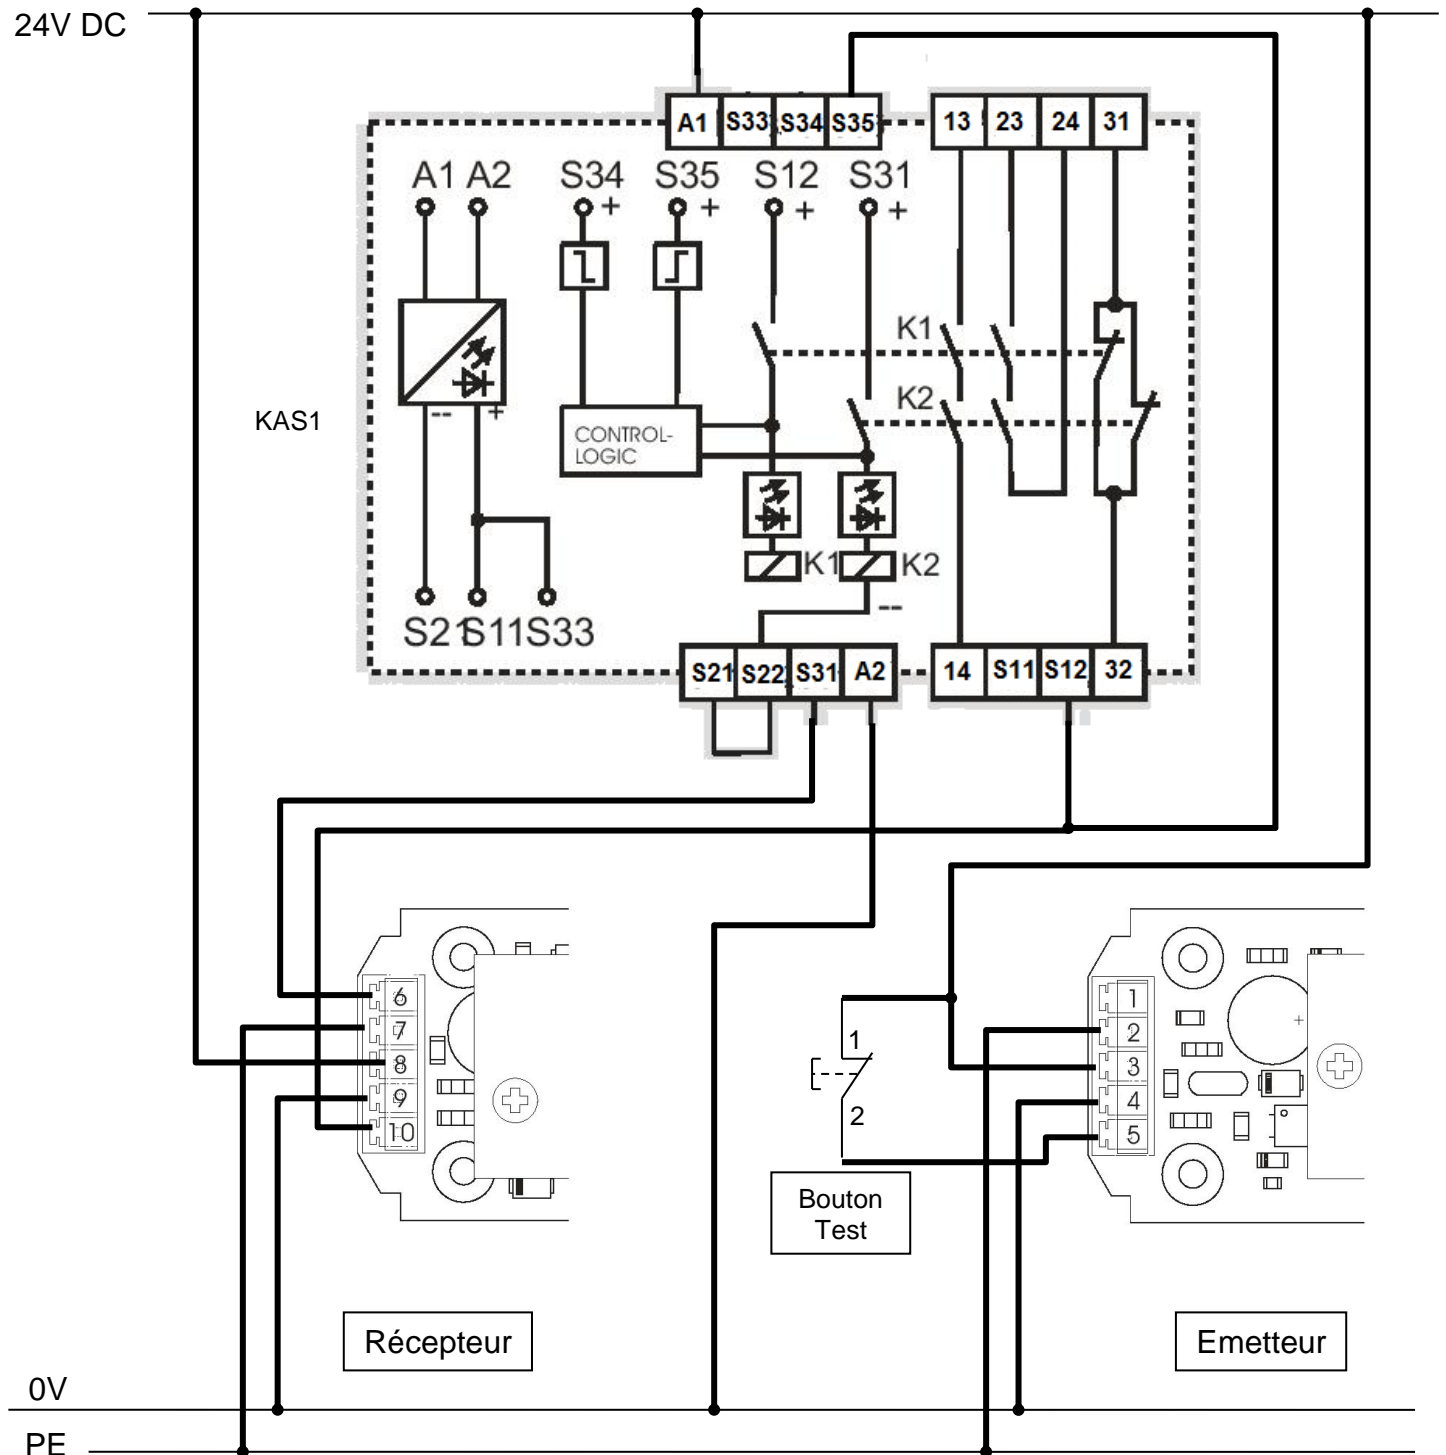 24V DC
A1 S33 S34 S35
13 23 24 31
A1 A2 S34 S35 S12 S31
+ + + +
K1
K2
KAS1
-- +
CONTROL-
LOGIC
K1 K2
--
S21 S11 S33
S21 S22 S31 A2
14 S11 S12 32
6
7
8
9
10
1
2
1
2
3
4
5
Bouton
Test
Récepteur
Emetteur
0V
PE